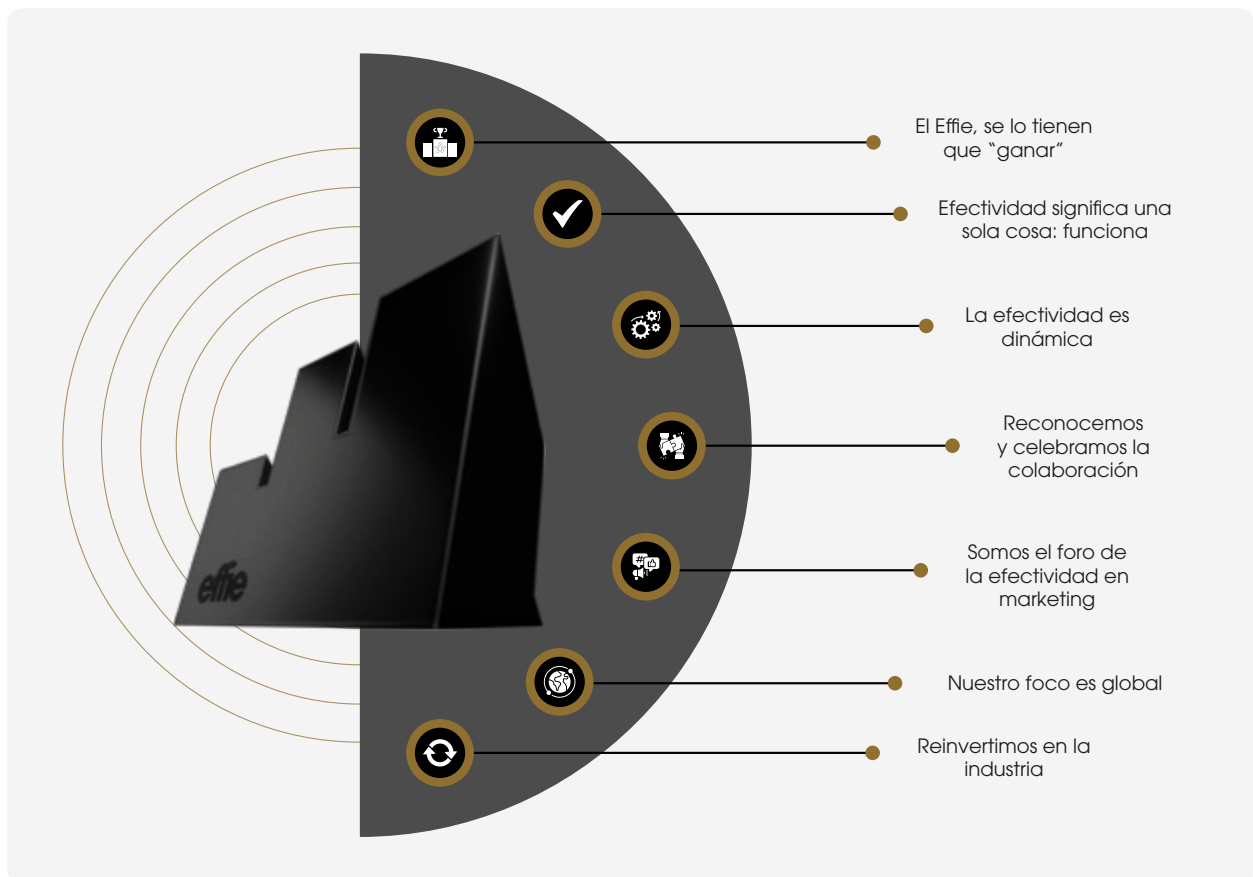 El Effie, se lo tienen
que “ganar”
Efectividad significa una
sola cosa: funciona
La efectividad es
dinámica
Reconocemos
y celebramos la
colaboración
Somos el foro de
la efectividad en
marketing
Nuestro foco es global
Reinvertimos en la
industria
effie
#